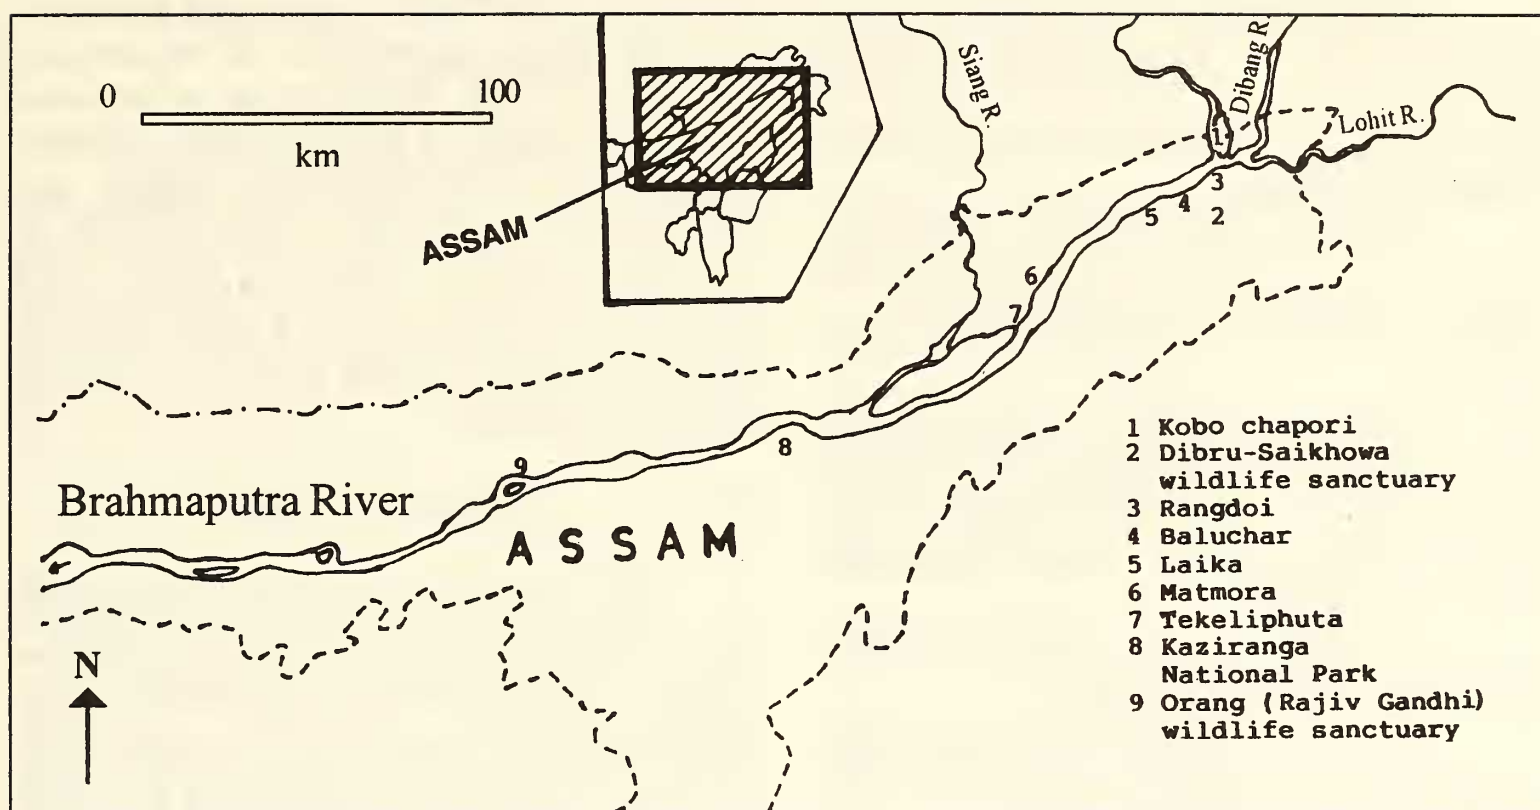 0 100
km
ASSAM
Siang R.
Dibang R.
Lohit R.
1
3
5 4 2
6
7
8
9
Brahmaputra River
ASSAM
N
1 Kobo chapori
2 Dibru-Saikhowa
wildlife sanctuary
3 Rangdoi
4 Baluchar
5 Laika
6 Matmora
7 Tekeliphuta
8 Kaziranga
National Park
9 Orang (Rajiv Gandhi)
wildlife sanctuary